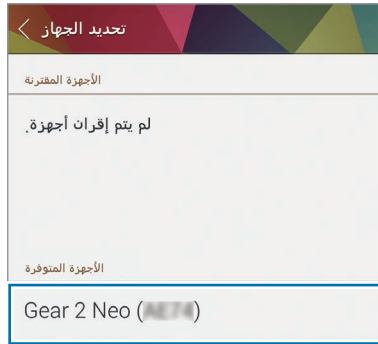 تحديد الجهاز
الأجهزة المقترنة
لم يتم إقران أجهزة.
الأجهزة المتوفرة
Gear 2 Neo ()